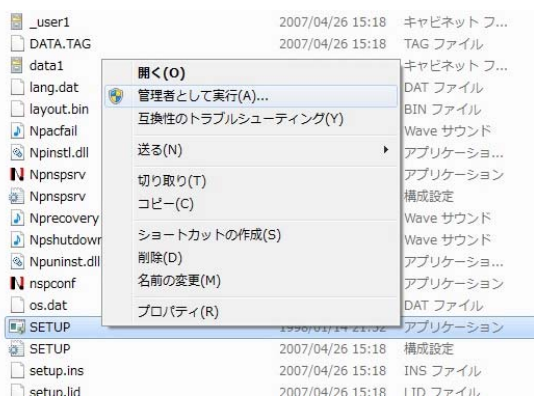 _user1 2007/04/26 15:18 キャビネット フ...
DATA.TAG 2007/04/26 15:18 TAG ファイル
data1 キャビネット フ...
lang.dat 開く(O) DAT ファイル
layout.bin 管理者として実行(A)... BIN ファイル
Npacfail 互換性のトラブルシューティング(Y) Wave サウンド
Npinstl.dll 送る(N) アプリケーショ...
Npnspsrv 切り取り(T) アプリケーション
Npnspsrv コピー(C) 構成設定
Nprecovery Wave サウンド
Npshutdown ショートカットの作成(S) Wave サウンド
Npuninst.dll 削除(D) アプリケーショ...
nspconf 名前の変更(M) アプリケーション
os.dat プロパティ(R) DAT ファイル
SETUP 1998/01/14 21:52 アプリケーション
SETUP 2007/04/26 15:18 構成設定
setup.ins 2007/04/26 15:18 INS ファイル
setup.lid 2007/04/26 15:18 LID ファイル